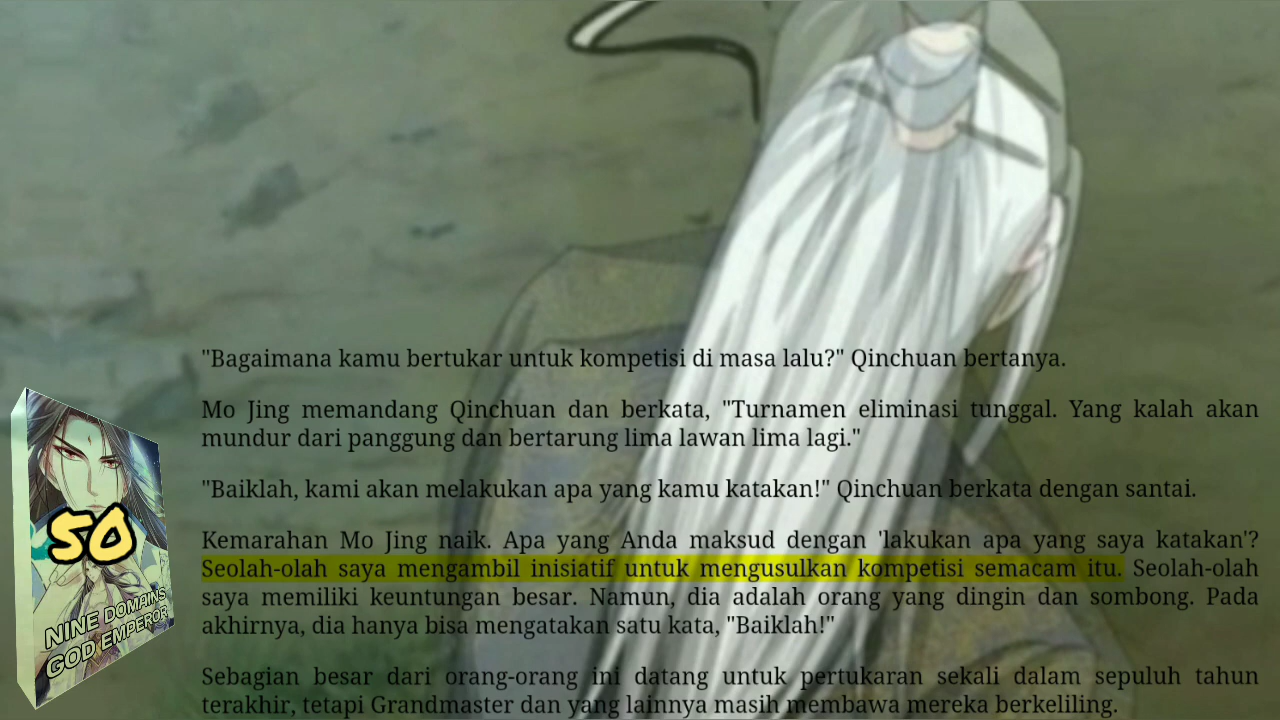 "Bagaimana kamu bertukar untuk kompetisi di masa lalu?" Qinchuan bertanya.
Mo Jing memandang Qinchuan dan berkata, "Turnamen eliminasi tunggal. Yang kalah akan
mundur dari panggung dan bertarung lima lawan lima lagi."
"Baiklah, kami akan melakukan apa yang kamu katakan!" Qinchuan berkata dengan santai.
Kemarahan Mo Jing naik. Apa yang Anda maksud dengan 'lakukan apa yang saya katakan'?
Seolah-olah saya mengambil inisiatif untuk mengusulkan kompetisi semacam itu. Seolah-olah
saya memiliki keuntungan besar. Namun, dia adalah orang yang dingin dan sombong. Pada
akhirnya, dia hanya bisa mengatakan satu kata, "Baiklah!"
Sebagian besar dari orang-orang ini datang untuk pertukaran sekali dalam sepuluh tahun
terakhir, tetapi Grandmaster dan yang lainnya masih membawa mereka berkeliling.
50
NINE DOMAINS
GOD EMPEROR